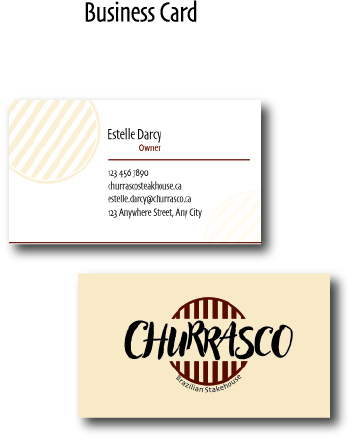 Business Card
Estelle Darcy
Owner
123 456 7890
churrascosteakhouse.ca
estelle.darcy@churrasco.ca
123 Anywhere Street, Any City
CHURRASCO
Brazilian Stakehouse